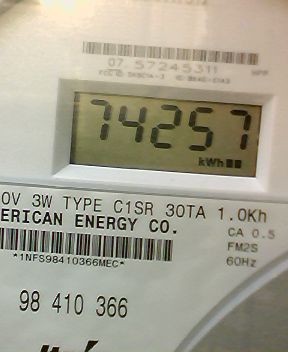 07.57245311
74257
kWh
0V 3W TYPE C1SR 30TA 1.0Kh
ERICAN ENERGY CO.
CA 0.5
FM2S
60Hz
*1NFS98410366MEC*
98 410 366